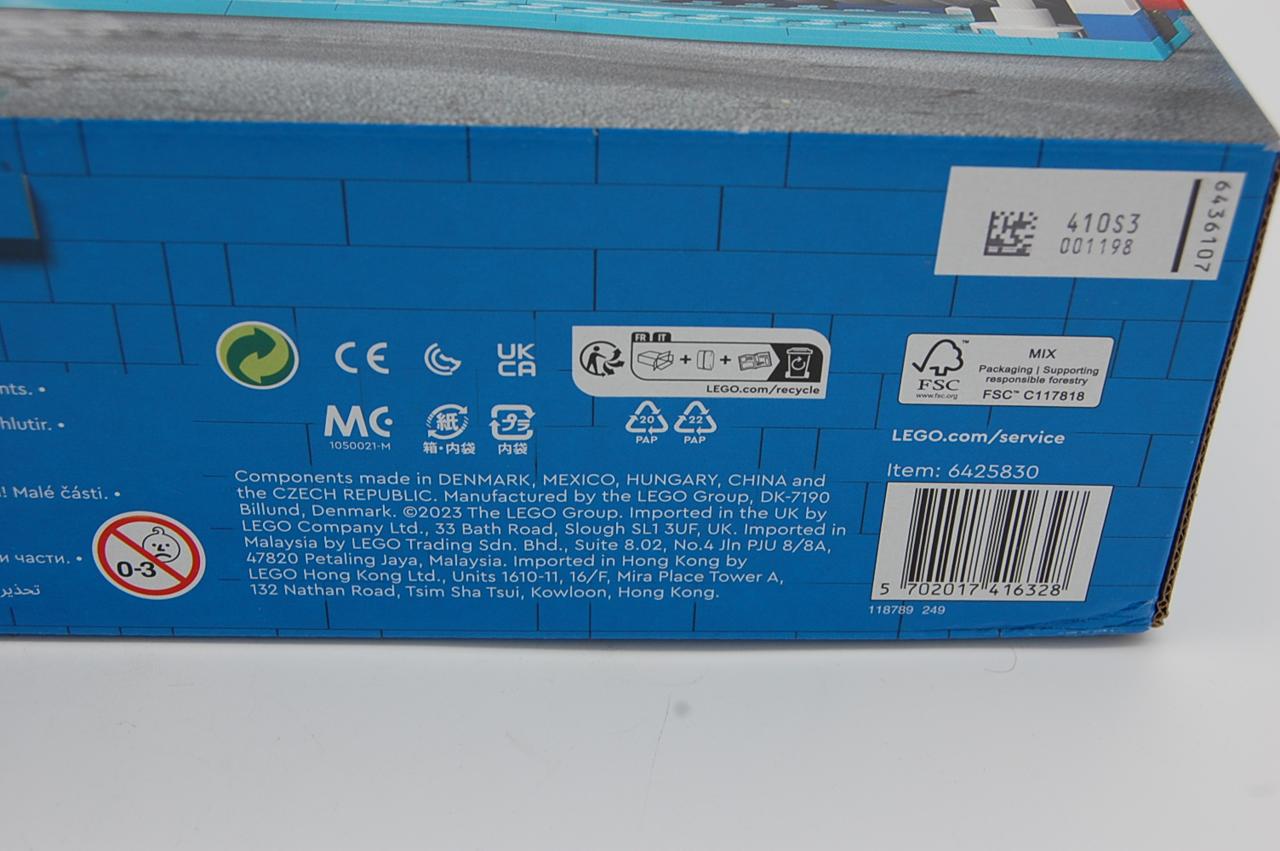 6436107
410S3
001198
CE
UK
CA
FR IT
LEGO.com/recycle
FSC™
www.fsc.org
MIX
Packaging | Supporting
responsible forestry
FSC™ C117818
MC
1050021-M
紙
箱・内袋
プラ
内袋
20
PAP
22
PAP
LEGO.com/service
Item: 6425830
nts. •
hlutir. •
! Malé části. •
и части. •
تحذير
0-3
Components made in DENMARK, MEXICO, HUNGARY, CHINA and
the CZECH REPUBLIC. Manufactured by the LEGO Group, DK-7190
Billund, Denmark. ©2023 The LEGO Group. Imported in the UK by
LEGO Company Ltd., 33 Bath Road, Slough SL1 3UF, UK. Imported in
Malaysia by LEGO Trading Sdn. Bhd., Suite 8.02, No.4 Jln PJU 8/8A,
47820 Petaling Jaya, Malaysia. Imported in Hong Kong by
LEGO Hong Kong Ltd., Units 1610-11, 16/F, Mira Place Tower A,
132 Nathan Road, Tsim Sha Tsui, Kowloon, Hong Kong.
5 702017 416328
118789 249